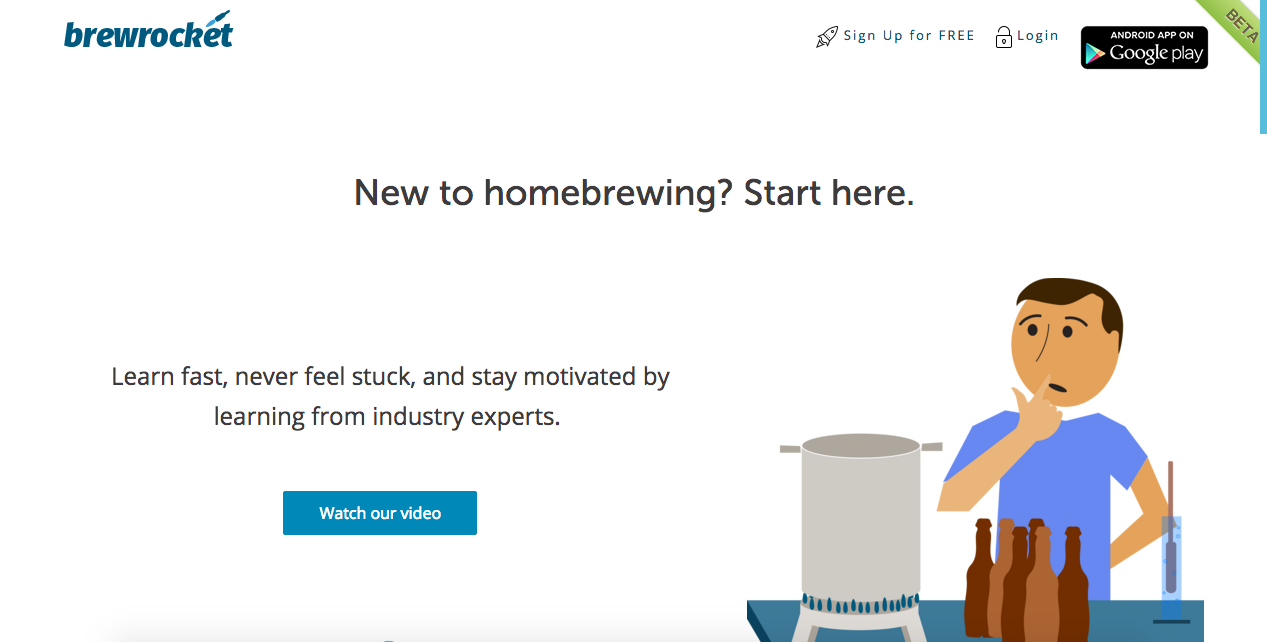 brewrocket
Sign Up for FREE
Login
ANDROID APP ON
Google play
BETA
New to homebrewing? Start here.
Learn fast, never feel stuck, and stay motivated by
learning from industry experts.
Watch our video